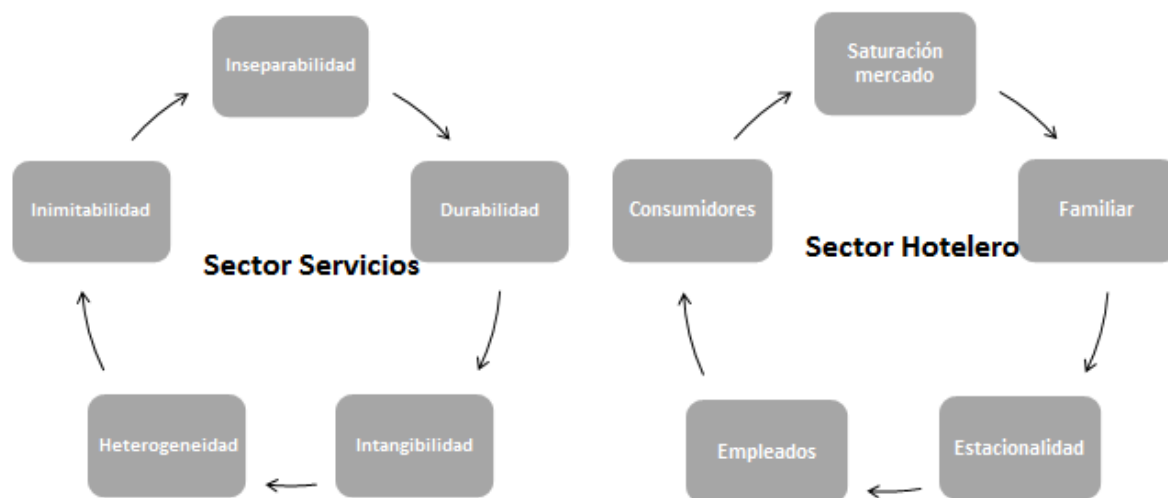 Inseparabilidad
Durabilidad
Intangibilidad
Heterogeneidad
Inimitabilidad
Sector Servicios
Saturación
mercado
Familiar
Estacionalidad
Empleados
Consumidores
Sector Hotelero